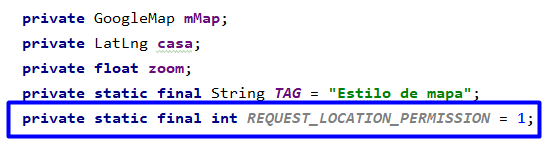 private GoogleMap mMap;
private LatLng casa;
private float zoom;
private static final String TAG = "Estilo de mapa";
private static final int REQUEST_LOCATION_PERMISSION = 1;